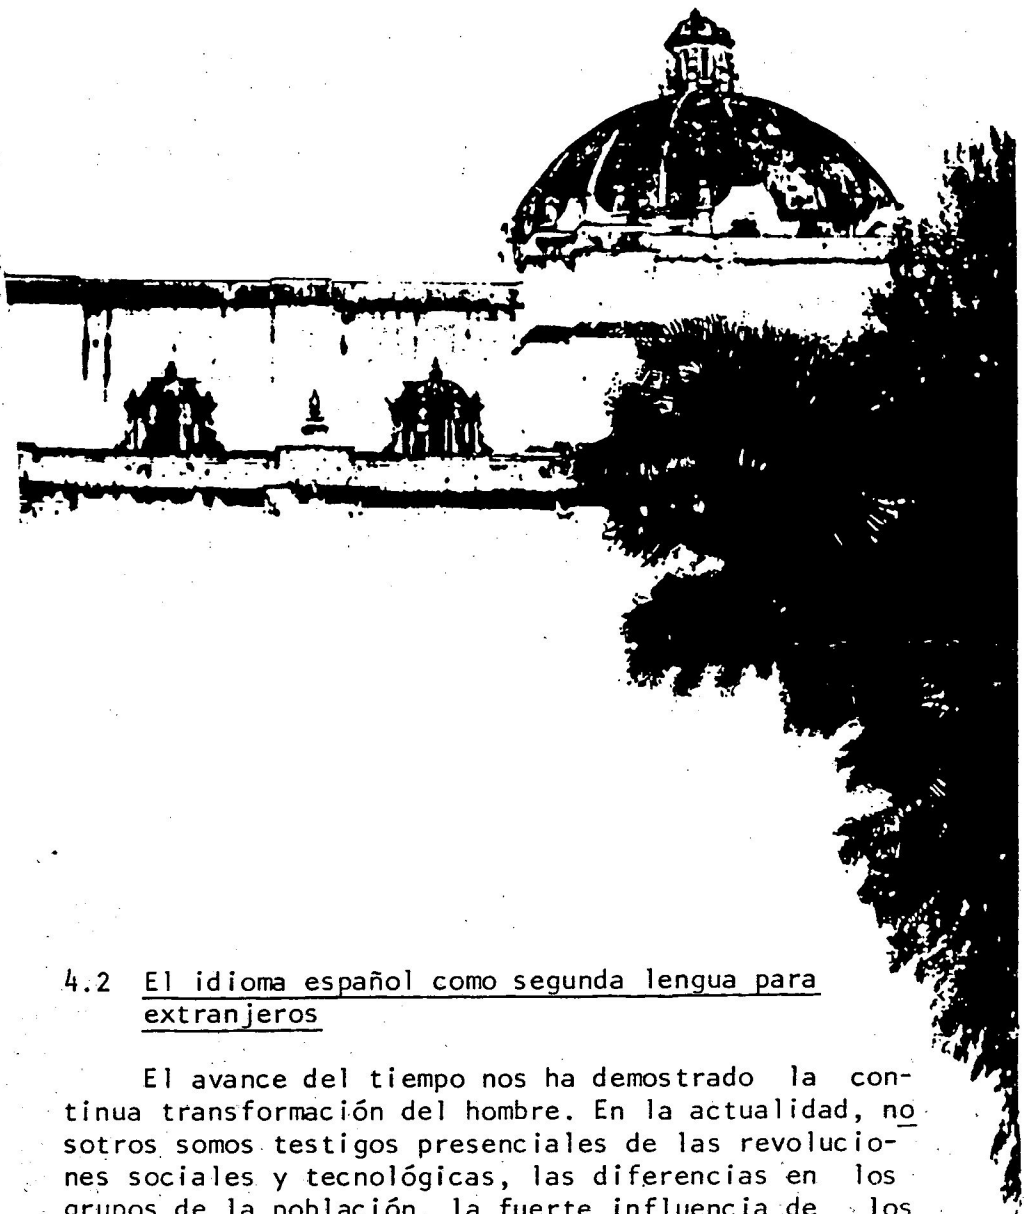 4.2 El idioma español como segunda lengua para
extranjeros
El avance del tiempo nos ha demostrado la con-
tinua transformación del hombre. En la actualidad, no
sotros somos testigos presenciales de las revolucio-
nes sociales y tecnológicas, las diferencias en los
grupos de la población, la fuerte influencia de los